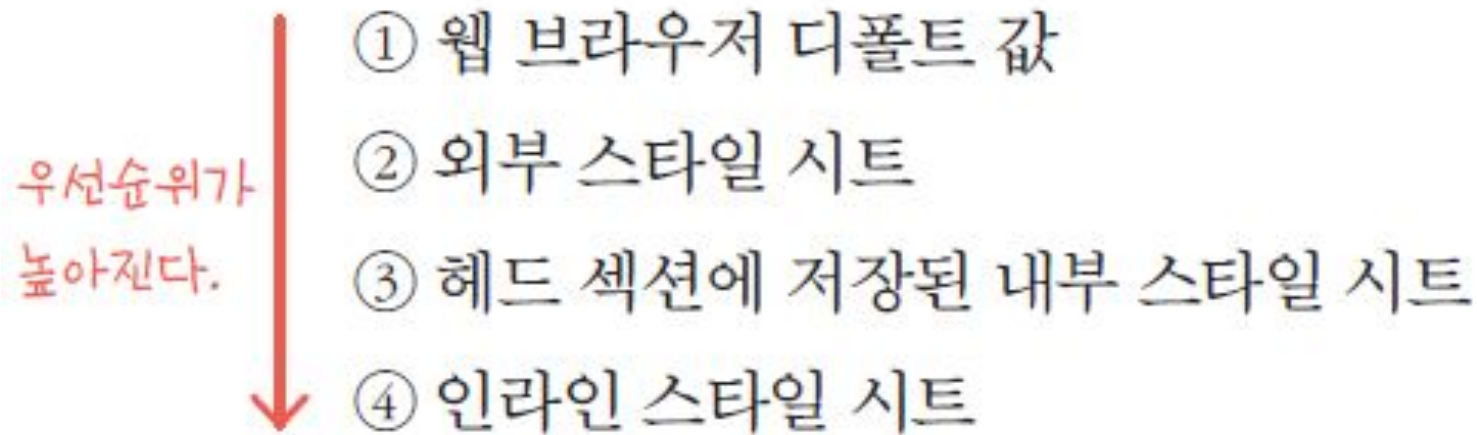 ① 웹 브라우저 디폴트 값
② 외부 스타일 시트
우선순위가
높아진다.
③ 헤드 섹션에 저장된 내부 스타일 시트
④ 인라인 스타일 시트